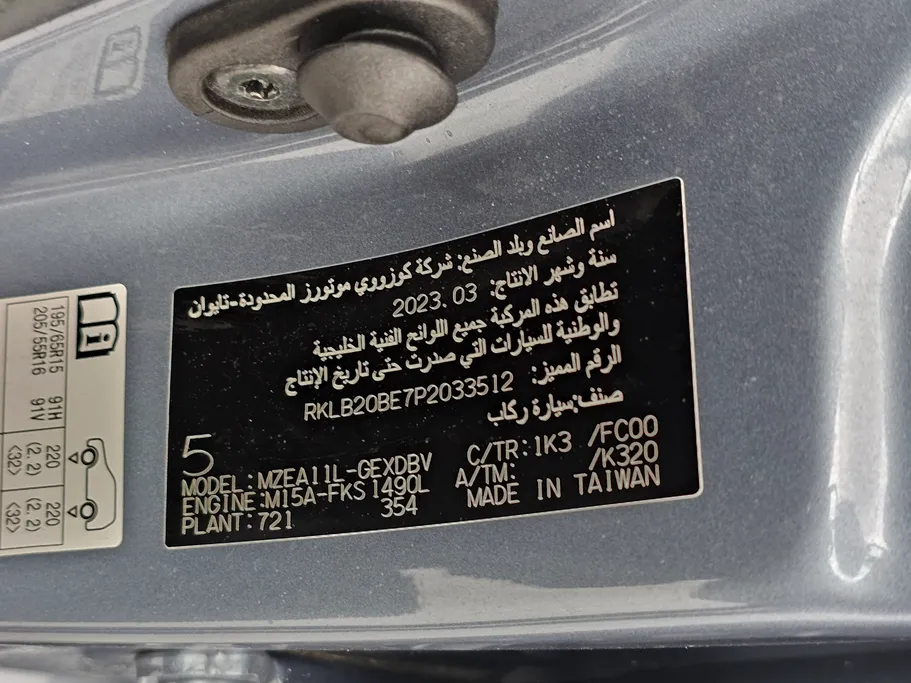 اسم الصانع وبلد الصنع: شركة كوزووي موتورز المحدودة-تايوان
سنة وشهر الانتاج: 2023.03
تطابق هذه المركبة جميع اللوائح الفنية الخليجية
والوطنية للسيارات التي صدرت حتى تاريخ الإنتاج
الرقم المميز: RKLB20BE7P2033512
صنف:سيارة ركاب
5
MODEL:MZEA11L-GEXDBV C/TR:1K3 /FC00
ENGINE:M15A-FKS 1490L A/TM: /K320
PLANT:721 354 MADE IN TAIWAN
195/65R15 91H 220 (2.2) <32> 220 (2.2) <32>
205/55R16 91V